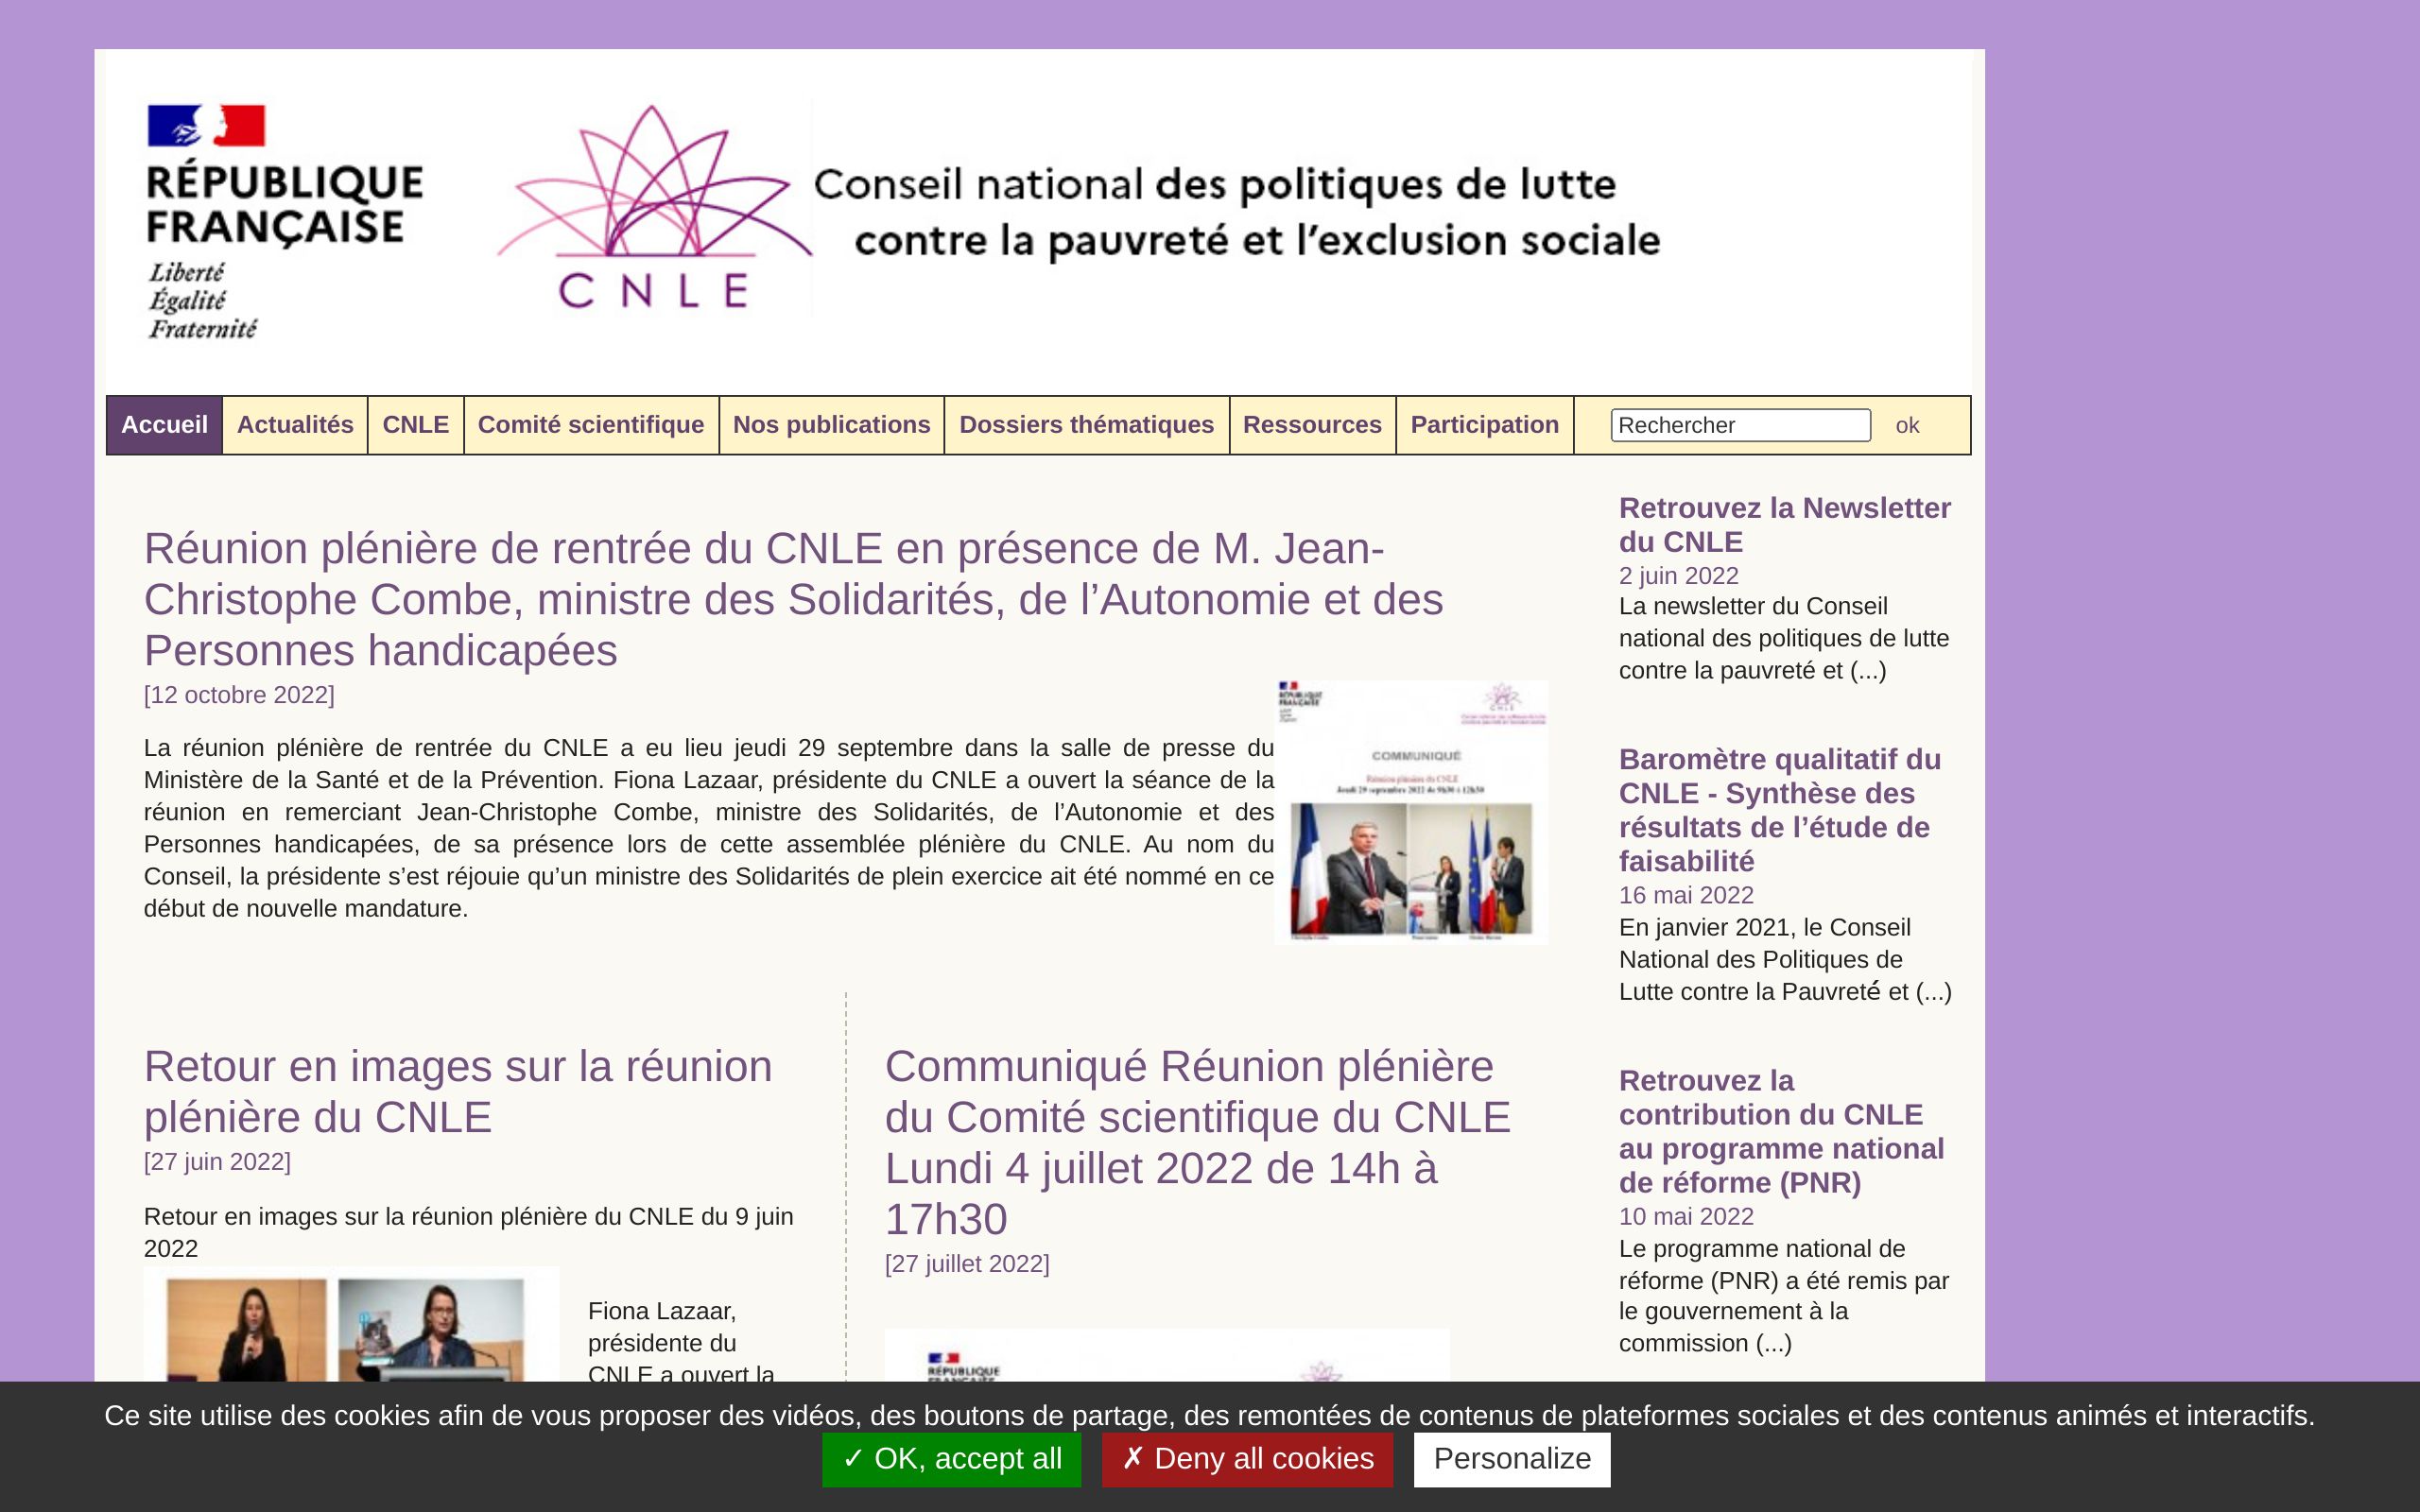 RÉPUBLIQUE
FRANÇAISE
Liberté
Égalité
Fraternité
CNLE
Conseil national des politiques de lutte
contre la pauvreté et l’exclusion sociale
Accueil Actualités CNLE Comité scientifique Nos publications Dossiers thématiques Ressources Participation Rechercher ok
Réunion plénière de rentrée du CNLE en présence de M. Jean-
Christophe Combe, ministre des Solidarités, de l’Autonomie et des
Personnes handicapées
[12 octobre 2022]
La réunion plénière de rentrée du CNLE a eu lieu jeudi 29 septembre dans la salle de presse du
Ministère de la Santé et de la Prévention. Fiona Lazaar, présidente du CNLE a ouvert la séance de la
réunion en remerciant Jean-Christophe Combe, ministre des Solidarités, de l’Autonomie et des
Personnes handicapées, de sa présence lors de cette assemblée plénière du CNLE. Au nom du
Conseil, la présidente s’est réjouie qu’un ministre des Solidarités de plein exercice ait été nommé en ce
début de nouvelle mandature.
COMMUNIQUÉ
Réunion plénière du CNLE
Jeudi 29 septembre 2022 de 9h30 à 12h30
Retour en images sur la réunion
plénière du CNLE
[27 juin 2022]
Retour en images sur la réunion plénière du CNLE du 9 juin
2022
Fiona Lazaar,
présidente du
CNLE a ouvert la
Communiqué Réunion plénière
du Comité scientifique du CNLE
Lundi 4 juillet 2022 de 14h à
17h30
[27 juillet 2022]
RÉPUBLIQUE
FRANÇAISE
Retrouvez la Newsletter
du CNLE
2 juin 2022
La newsletter du Conseil
national des politiques de lutte
contre la pauvreté et (...)
Baromètre qualitatif du
CNLE - Synthèse des
résultats de l’étude de
faisabilité
16 mai 2022
En janvier 2021, le Conseil
National des Politiques de
Lutte contre la Pauvreté et (...)
Retrouvez la
contribution du CNLE
au programme national
de réforme (PNR)
10 mai 2022
Le programme national de
réforme (PNR) a été remis par
le gouvernement à la
commission (...)
Ce site utilise des cookies afin de vous proposer des vidéos, des boutons de partage, des remontées de contenus de plateformes sociales et des contenus animés et interactifs.
✓ OK, accept all ✗ Deny all cookies Personalize